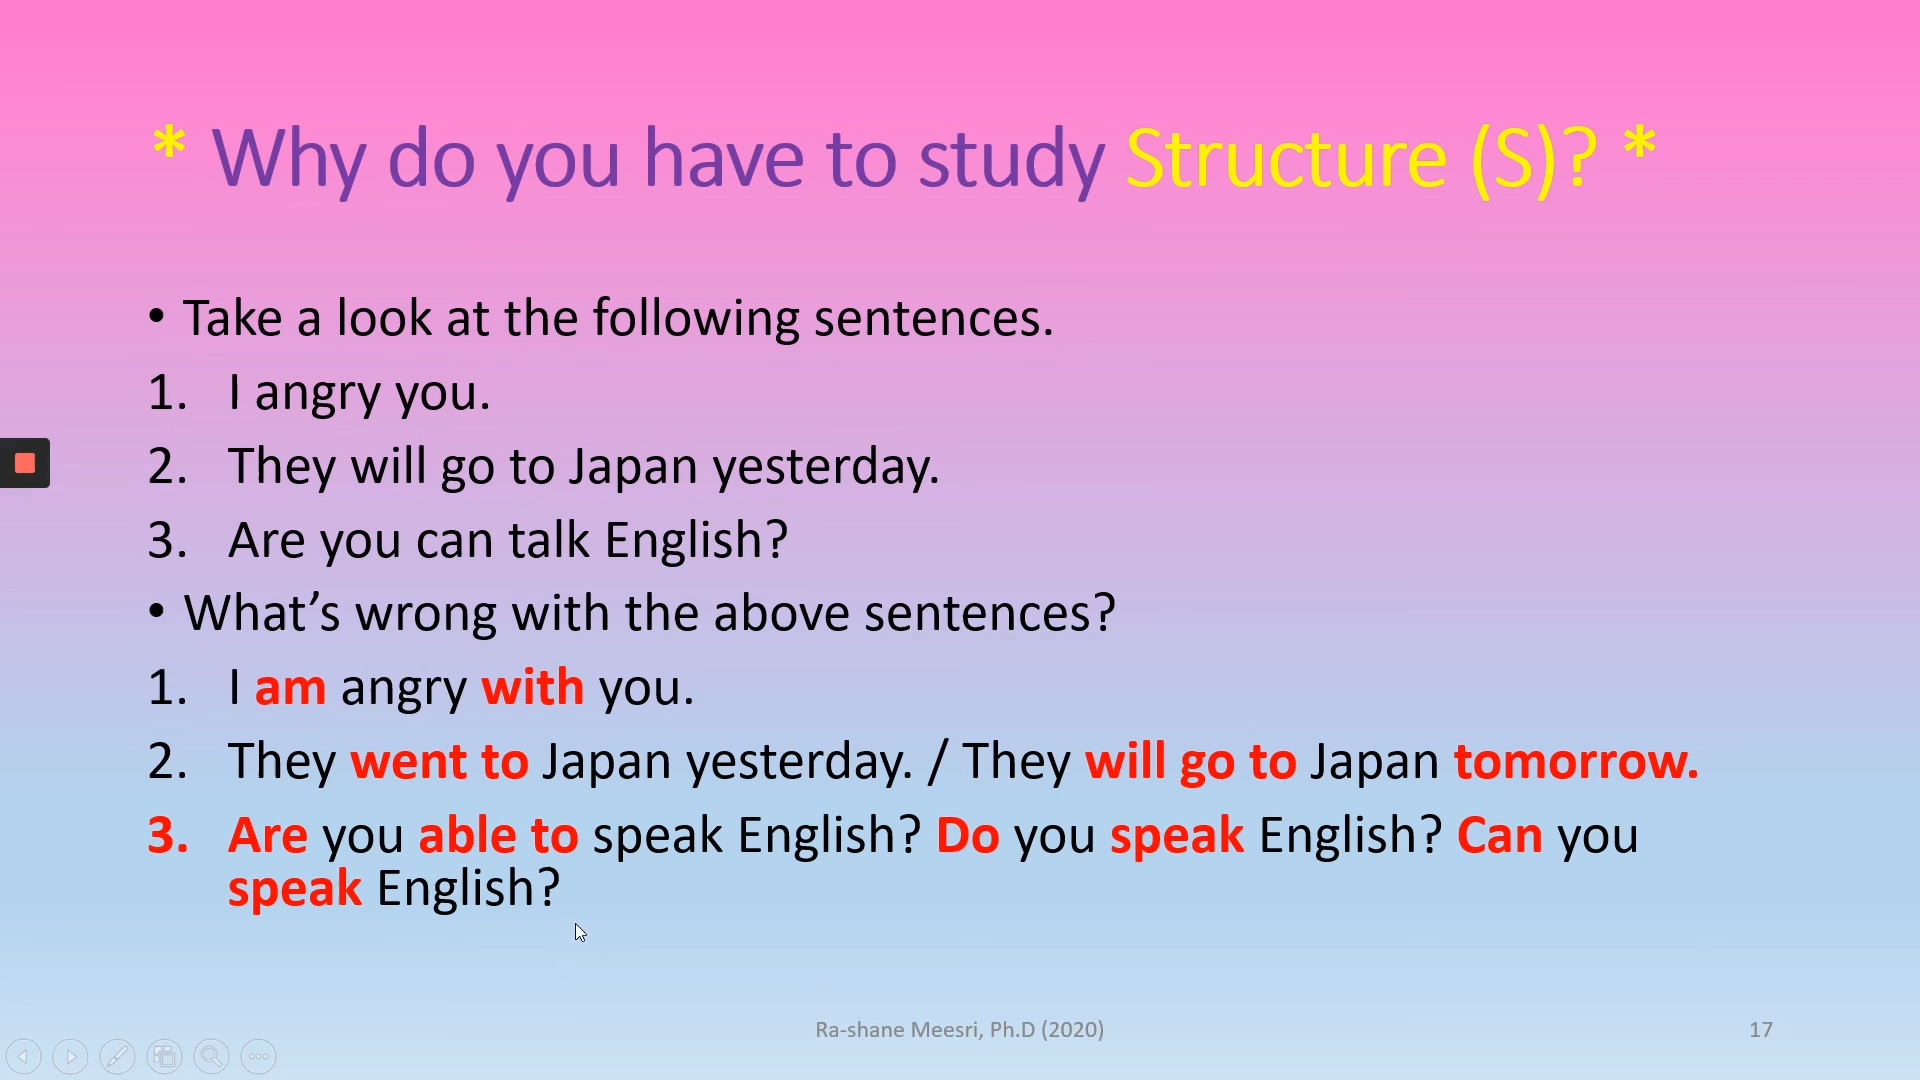 * Why do you have to study Structure (S)? *
• Take a look at the following sentences.
1. I angry you.
2. They will go to Japan yesterday.
3. Are you can talk English?
• What’s wrong with the above sentences?
1. I am angry with you.
2. They went to Japan yesterday. / They will go to Japan tomorrow.
3. Are you able to speak English? Do you speak English? Can you
speak English?
Ra-shane Meesri, Ph.D (2020)
17